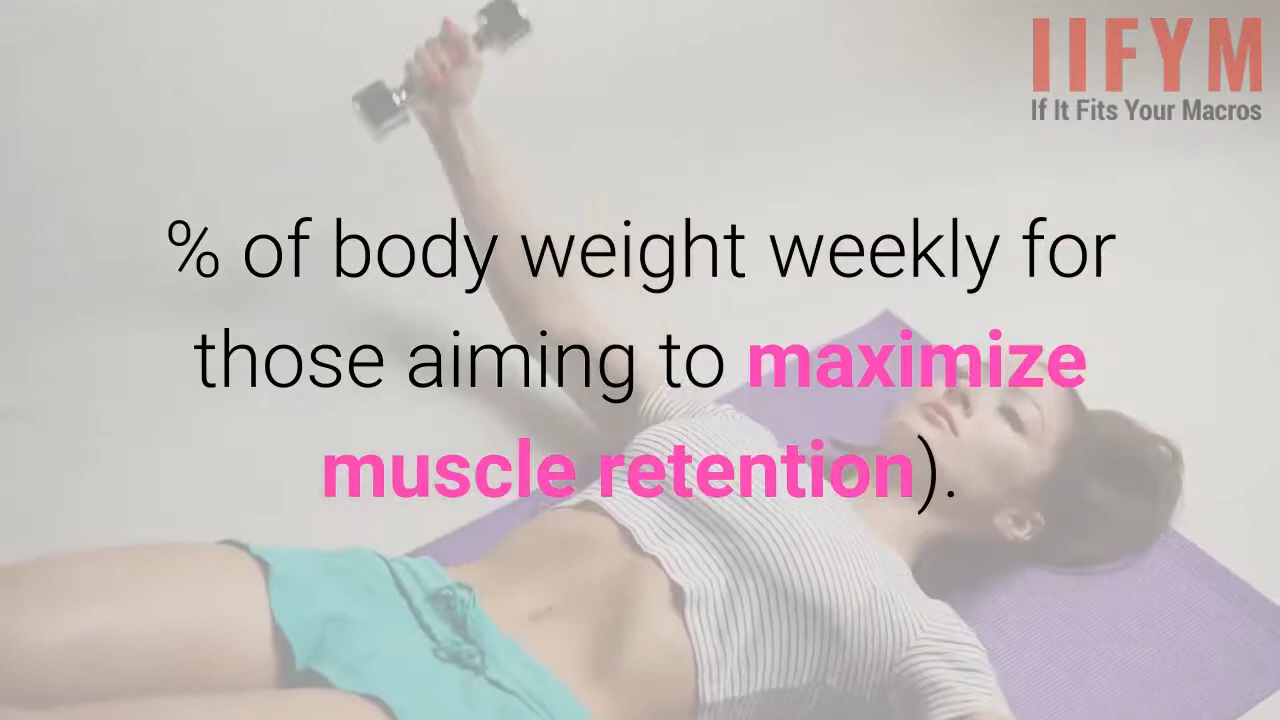 IIFYM
If It Fits Your Macros
% of body weight weekly for
those aiming to maximize
muscle retention).